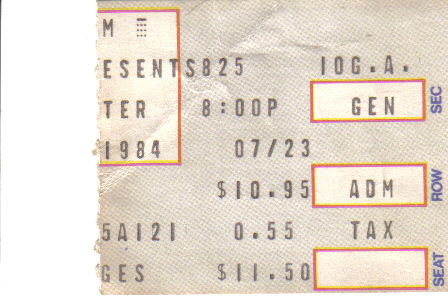 M
ESENTS825 10G.A.
TER 8:00P GEN SEC
1984 07/23
$10.95 ADM ROW
5A121 0.55 TAX
GES $11.50 SEAT